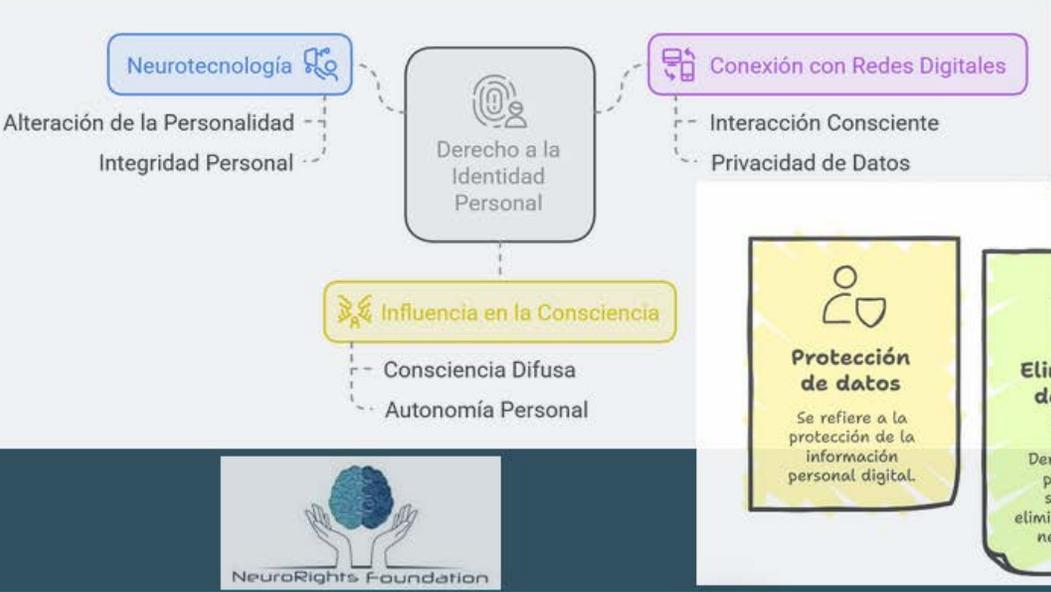 Neurotecnología
Alteración de la Personalidad
Integridad Personal
Derecho a la
Identidad
Personal
Conexión con Redes Digitales
Interacción Consciente
Privacidad de Datos
Influencia en la Consciencia
Consciencia Difusa
Autonomía Personal
Protección
de datos
Se refiere a la
protección de la
información
personal digital.
NeuroRights Foundation